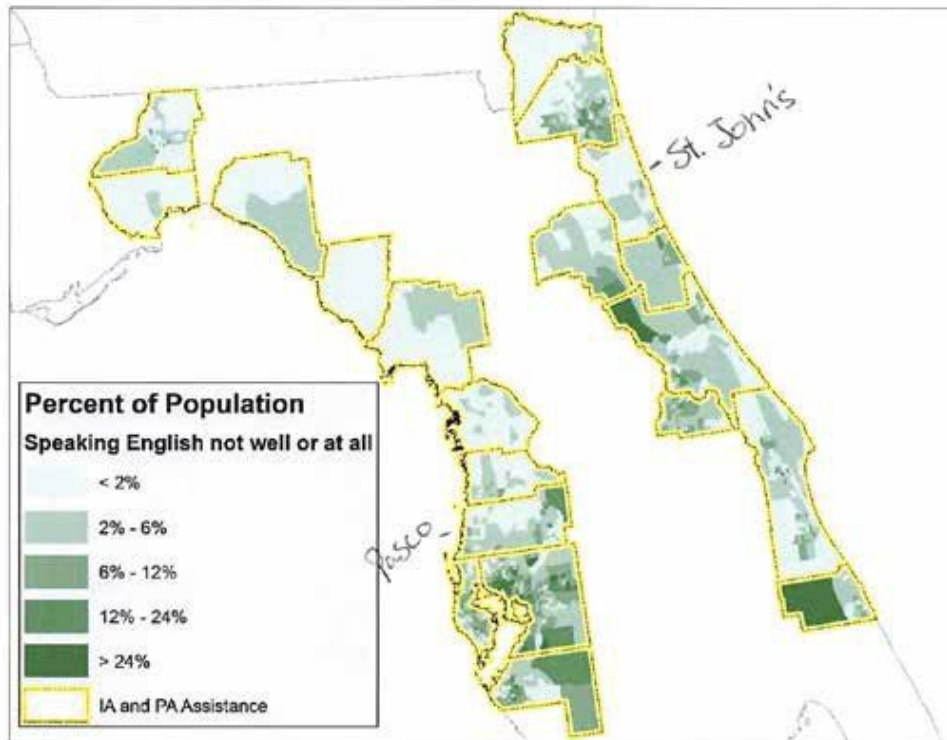 St. John's
Pasco
Percent of Population
Speaking English not well or at all
< 2%
2% - 6%
6% - 12%
12% - 24%
> 24%
IA and PA Assistance